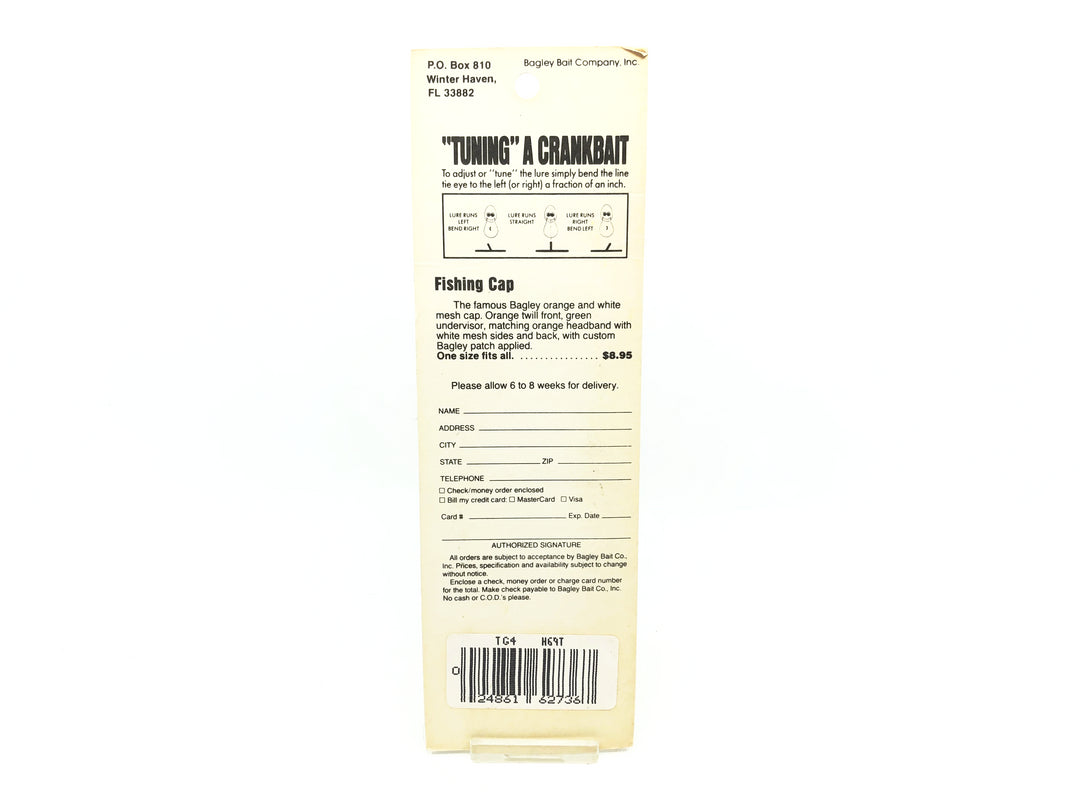 P.O. Box 810
Winter Haven,
FL 33882
Bagley Bait Company, Inc.
"TUNING" A CRANKBAIT
To adjust or "tune" the lure simply bend the line
tie eye to the left (or right) a fraction of an inch.
LURE RUNS
LEFT
BEND RIGHT
LURE RUNS
STRAIGHT
LURE RUNS
RIGHT
BEND LEFT
Fishing Cap
The famous Bagley orange and white
mesh cap. Orange twill front, green
undervisor, matching orange headband with
white mesh sides and back, with custom
Bagley patch applied.
One size fits all. . . . . . . . . . . . . . . . . $8.95
Please allow 6 to 8 weeks for delivery.
NAME
ADDRESS
CITY
STATE ZIP
TELEPHONE
☐ Check/money order enclosed
☐ Bill my credit card: ☐ MasterCard ☐ Visa
Card # Exp. Date
AUTHORIZED SIGNATURE
All orders are subject to acceptance by Bagley Bait Co.,
Inc. Prices, specification and availability subject to change
without notice.
Enclose a check, money order or charge card number
for the total. Make check payable to Bagley Bait Co., Inc.
No cash or C.O.D.'s please.
TG4 H69T
0 24861 62736